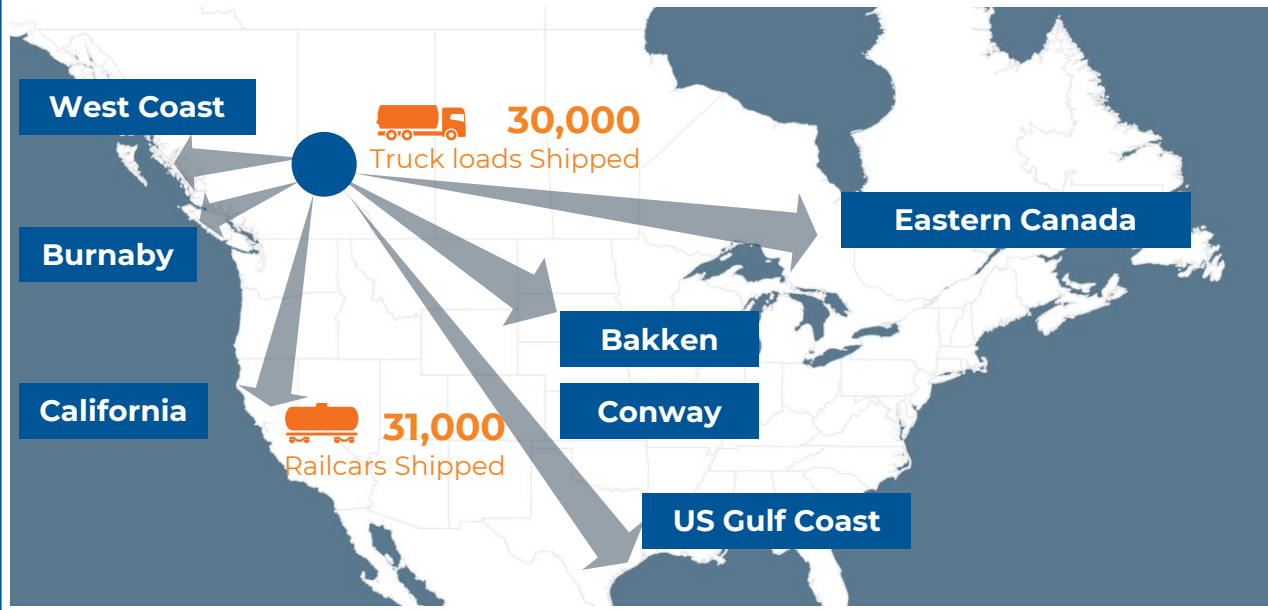 West Coast
30,000
Truck loads Shipped
Eastern Canada
Burnaby
Bakken
California
Conway
31,000
Railcars Shipped
US Gulf Coast